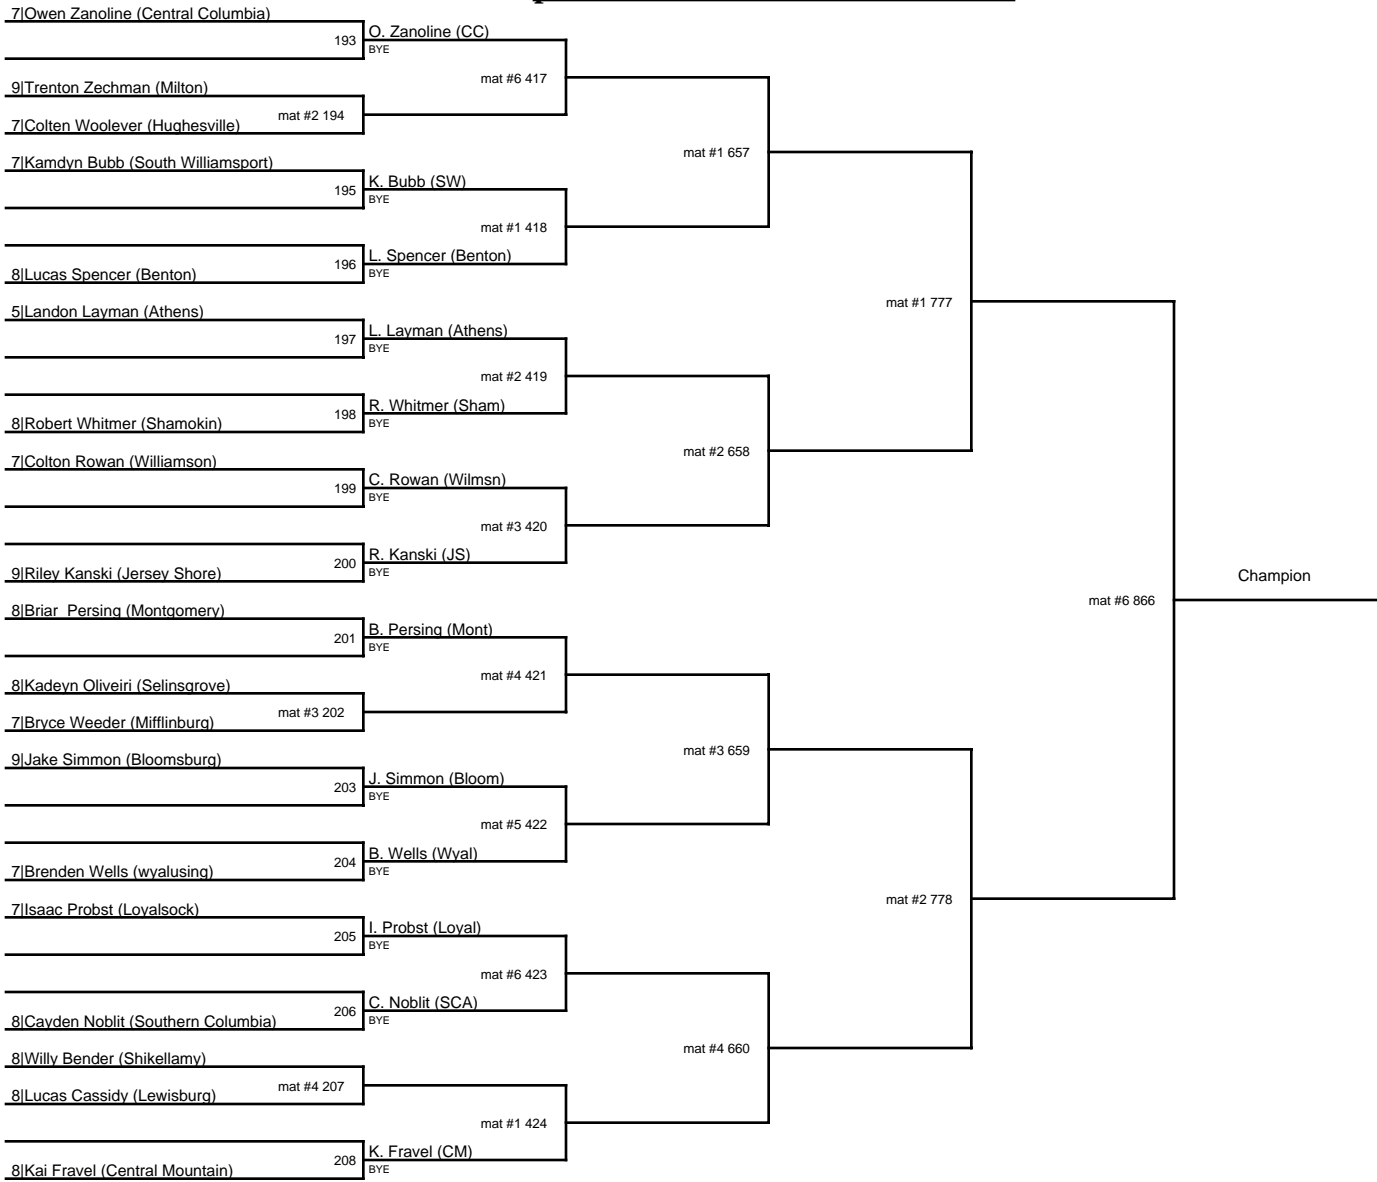 7|Owen Zanoline (Central Columbia)
193
O. Zanoline (CC)
BYE
mat #6 417
9|Trenton Zechman (Milton)
mat #2 194
7|Colten Woolever (Hughesville)
mat #1 657
7|Kamdyn Bubb (South Williamsport)
195
K. Bubb (SW)
BYE
mat #1 418
196
L. Spencer (Benton)
BYE
8|Lucas Spencer (Benton)
mat #1 777
5|Landon Layman (Athens)
197
L. Layman (Athens)
BYE
mat #2 419
198
R. Whitmer (Sham)
BYE
8|Robert Whitmer (Shamokin)
mat #2 658
7|Colton Rowan (Williamson)
199
C. Rowan (Wilmsn)
BYE
mat #3 420
200
R. Kanski (JS)
BYE
9|Riley Kanski (Jersey Shore)
Champion
mat #6 866
8|Briar  Persing (Montgomery)
201
B. Persing (Mont)
BYE
mat #4 421
8|Kadeyn Oliveiri (Selinsgrove)
mat #3 202
7|Bryce Weeder (Mifflinburg)
mat #3 659
9|Jake Simmon (Bloomsburg)
203
J. Simmon (Bloom)
BYE
mat #5 422
204
B. Wells (Wyal)
BYE
7|Brenden Wells (wyalusing)
mat #2 778
7|Isaac Probst (Loyalsock)
205
I. Probst (Loyal)
BYE
mat #6 423
206
C. Noblit (SCA)
BYE
8|Cayden Noblit (Southern Columbia)
mat #4 660
8|Willy Bender (Shikellamy)
mat #4 207
8|Lucas Cassidy (Lewisburg)
mat #1 424
208
K. Fravel (CM)
BYE
8|Kai Fravel (Central Mountain)